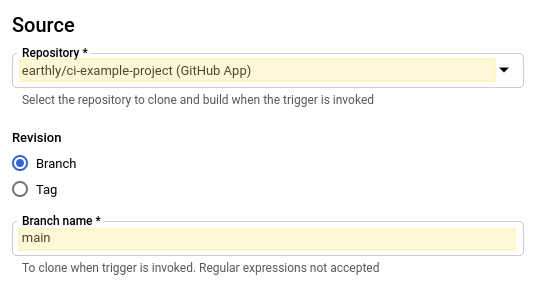 Source
Repository *
earthly/ci-example-project (GitHub App)
Select the repository to clone and build when the trigger is invoked
Revision
Branch
Tag
Branch name *
main
To clone when trigger is invoked. Regular expressions not accepted